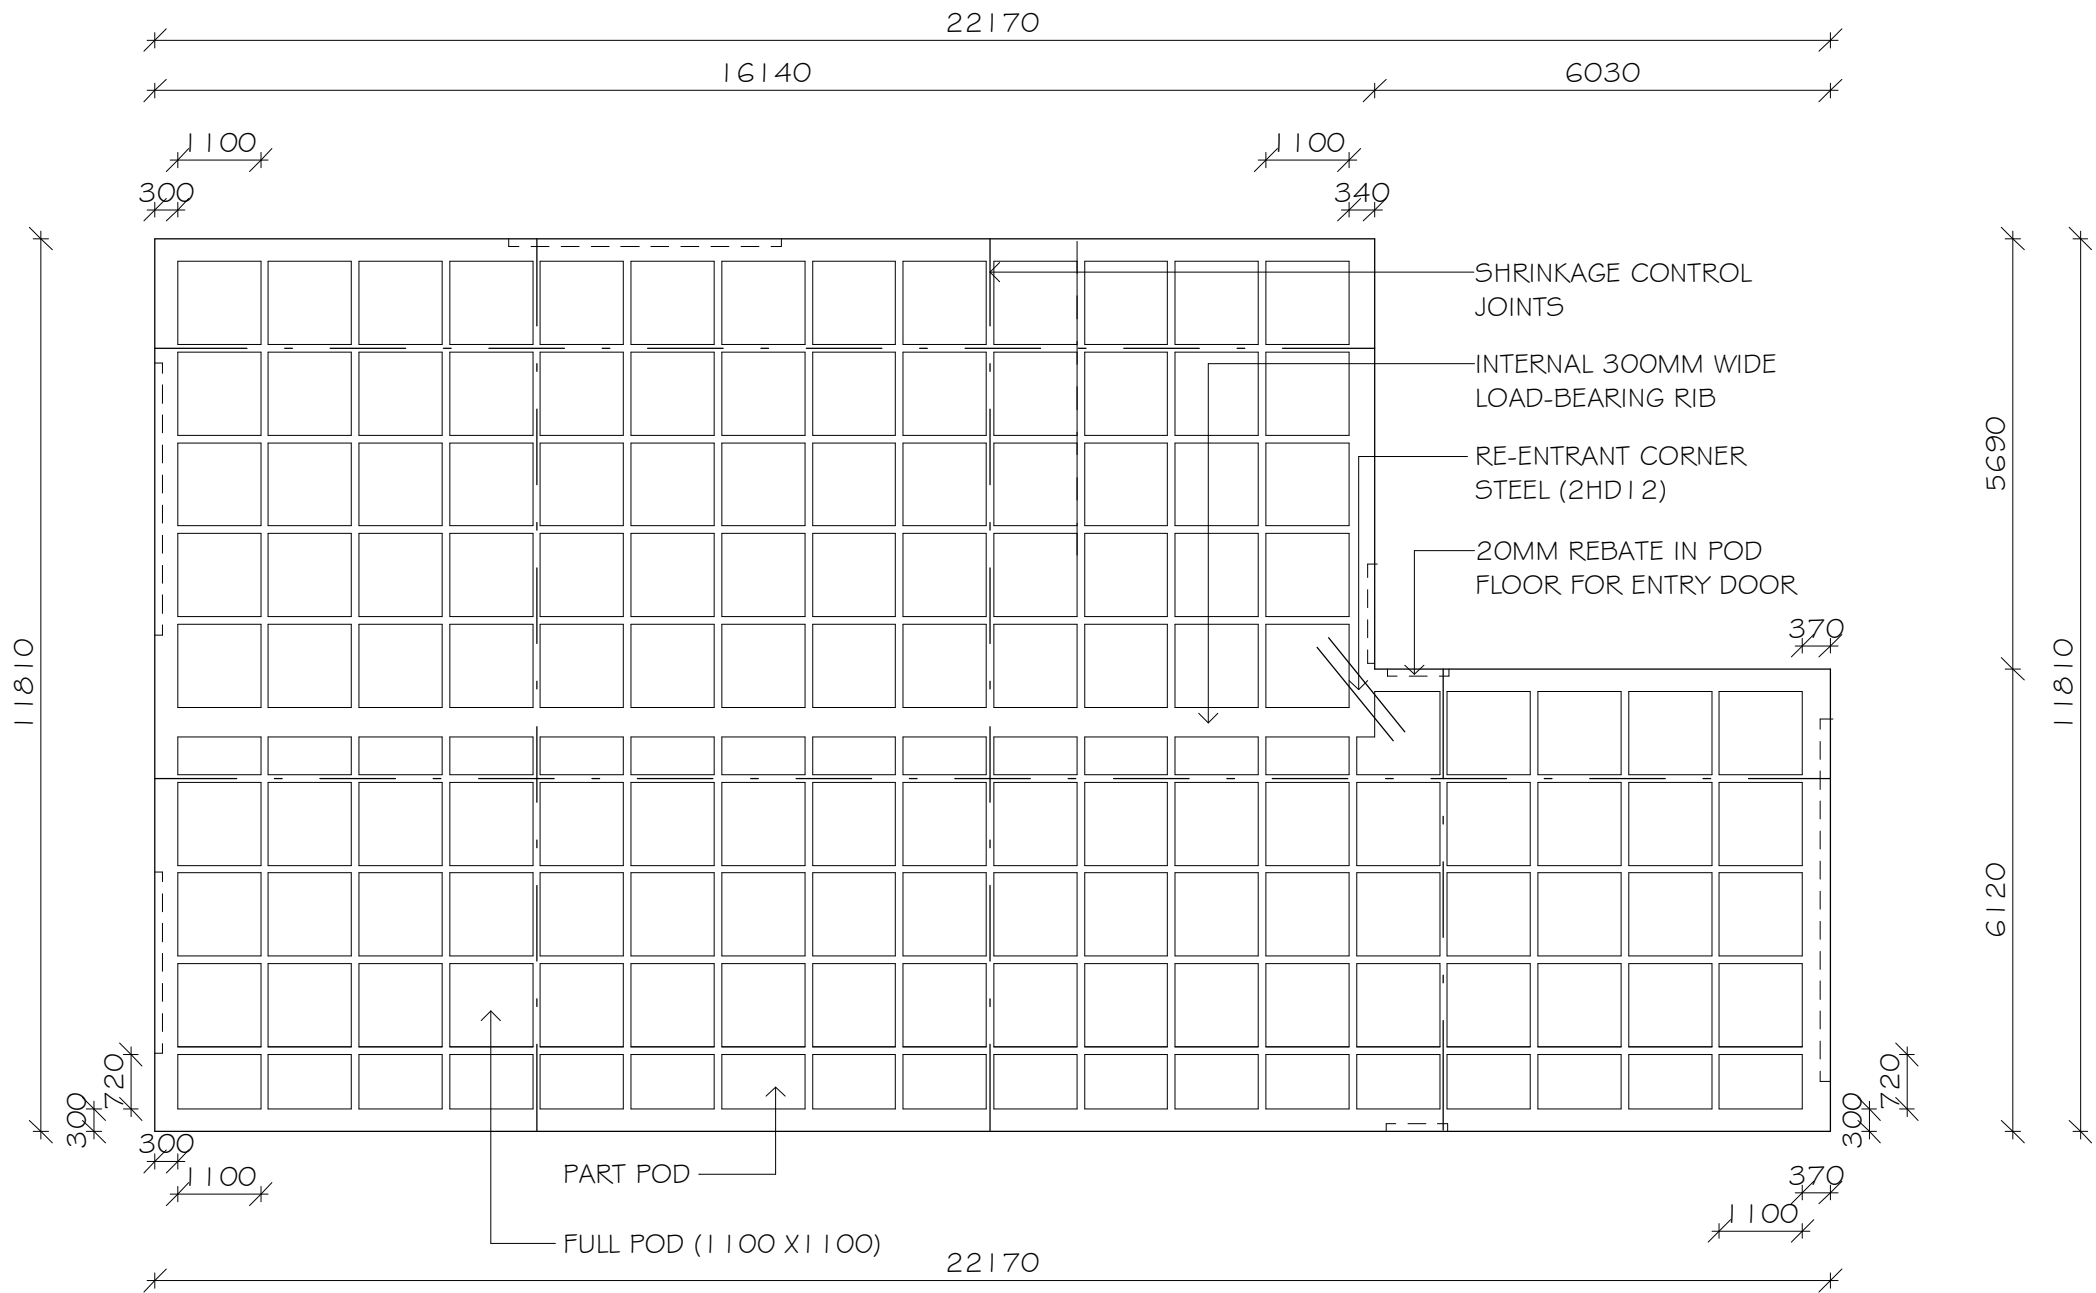 22170
16140
6030
1100
1100
300
340
SHRINKAGE CONTROL
JOINTS
INTERNAL 300MM WIDE
LOAD-BEARING RIB
RE-ENTRANT CORNER
STEEL (2HD12)
20MM REBATE IN POD
FLOOR FOR ENTRY DOOR
5690
370
11810
11810
6120
720
300
720
300
300
1100
PART POD
370
1100
FULL POD (1100 X1100)
22170